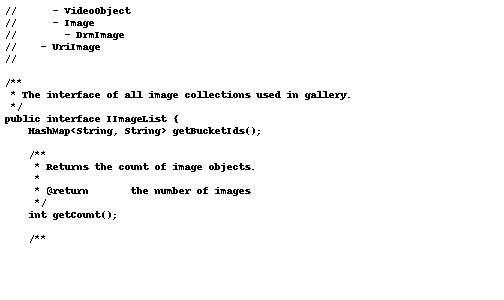 //      - VideoObject
//      - Image
//        - DrmImage
//    - UriImage
//
/**
 * The interface of all image collections used in gallery.
 */
public interface IImageList {
    HashMap<String, String> getBucketIds();
    /**
     * Returns the count of image objects.
     *
     * @return       the number of images
     */
    int getCount();
    /**